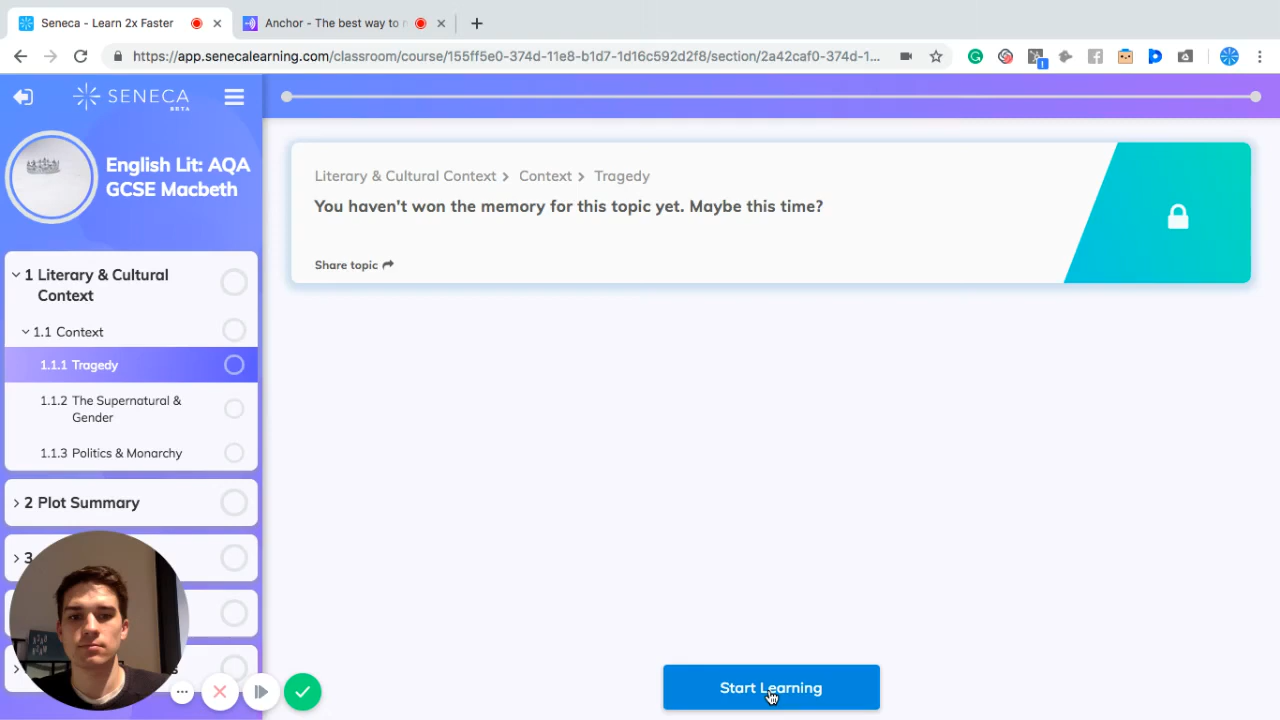 Seneca - Learn 2x Faster
Anchor - The best way to
https://app.senecalearning.com/classroom/course/155ff5e0-374d-11e8-b1d7-1d16c592d2f8/section/2a42caf0-374d-1...
SENECA
BETA
English Lit: AQA
GCSE Macbeth
1 Literary & Cultural
Context
1.1 Context
1.1.1 Tragedy
1.1.2 The Supernatural &
Gender
1.1.3 Politics & Monarchy
2 Plot Summary
3
Literary & Cultural Context > Context > Tragedy
You haven't won the memory for this topic yet. Maybe this time?
Share topic
Start Learning